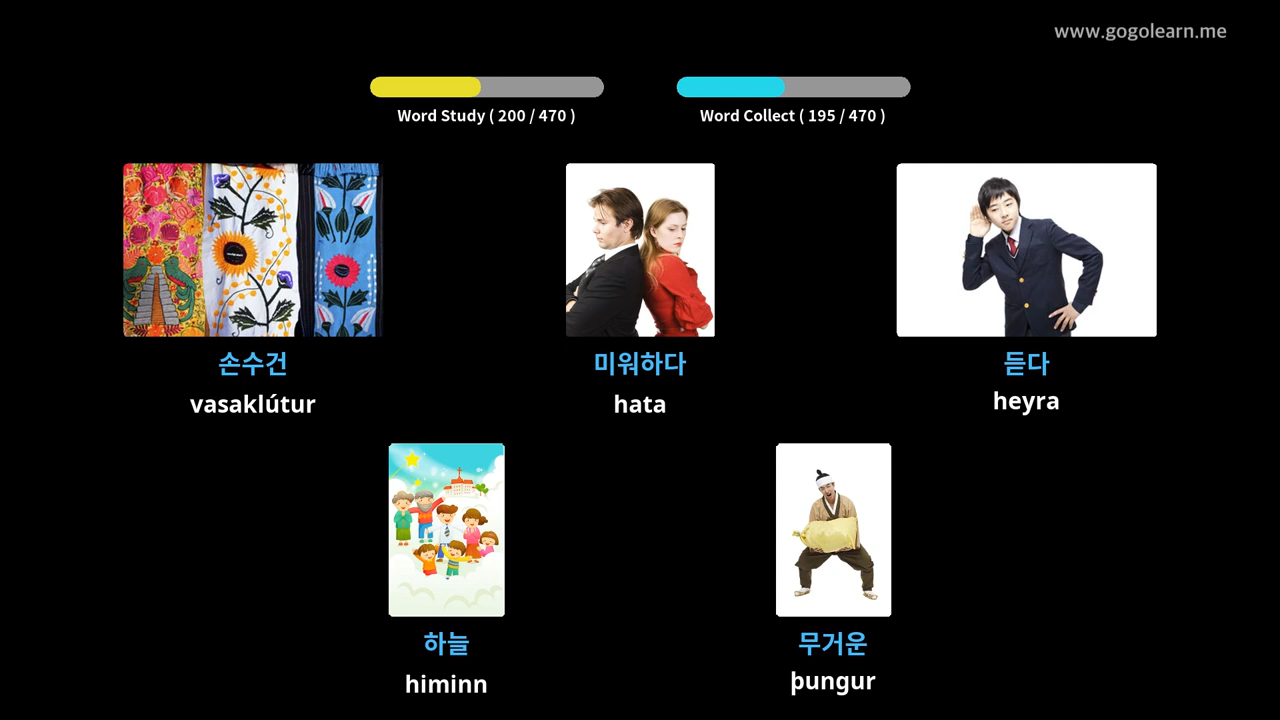 www.gogolearn.me
Word Study ( 200 / 470 )
Word Collect ( 195 / 470 )
손수건
vasaklútur
미워하다
hata
듣다
heyra
하늘
himinn
무거운
þungur